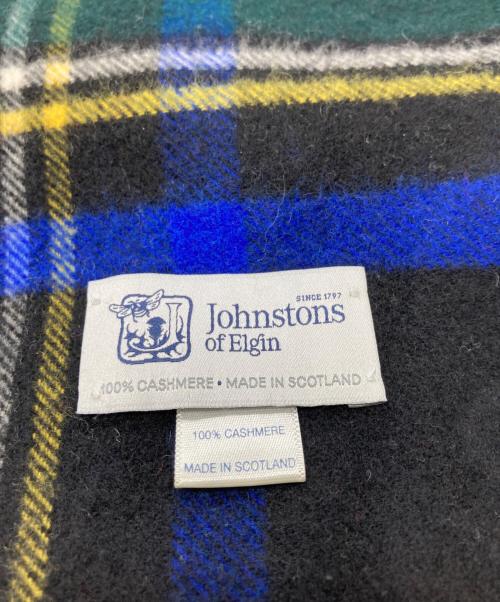 SINCE 1797
Johnstons
of Elgin
100% CASHMERE • MADE IN SCOTLAND
100% CASHMERE
MADE IN SCOTLAND